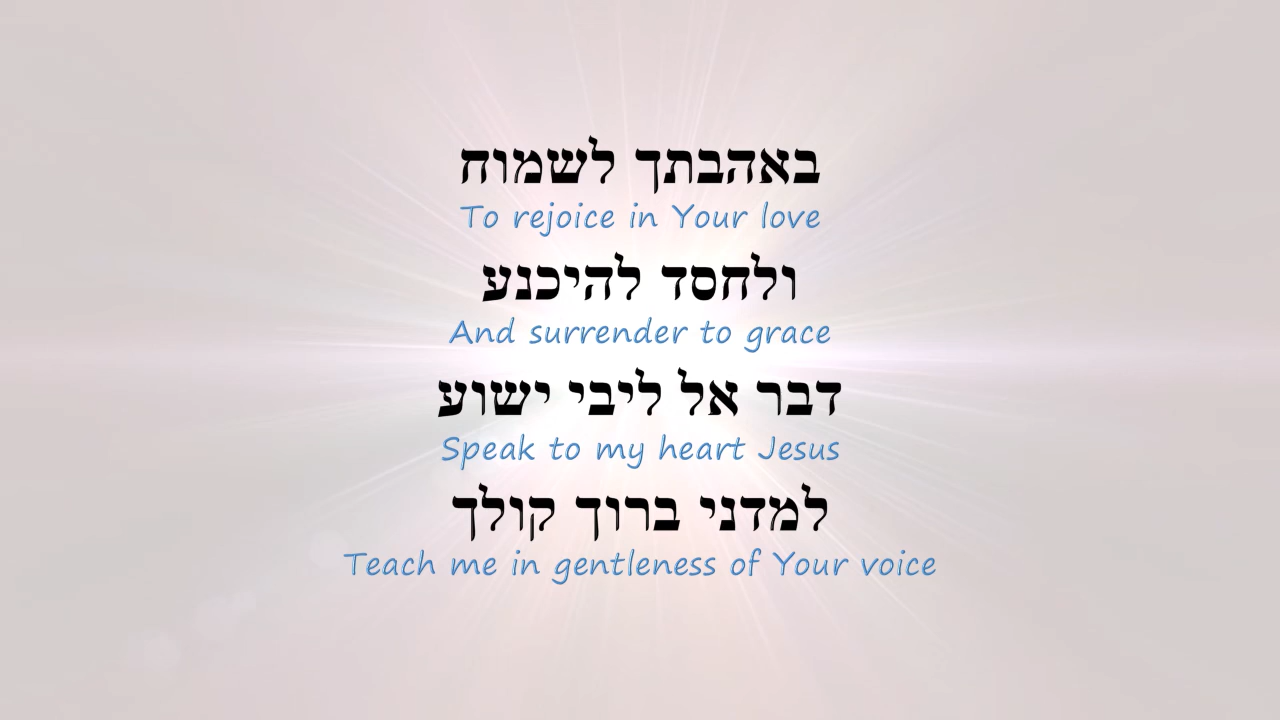 באהבתך לשמוח
To rejoice in Your love
ולחסד להיכנע
And surrender to grace
דבר אל ליבי ישוע
Speak to my heart Jesus
למדני ברוך קולך
Teach me in gentleness of Your voice